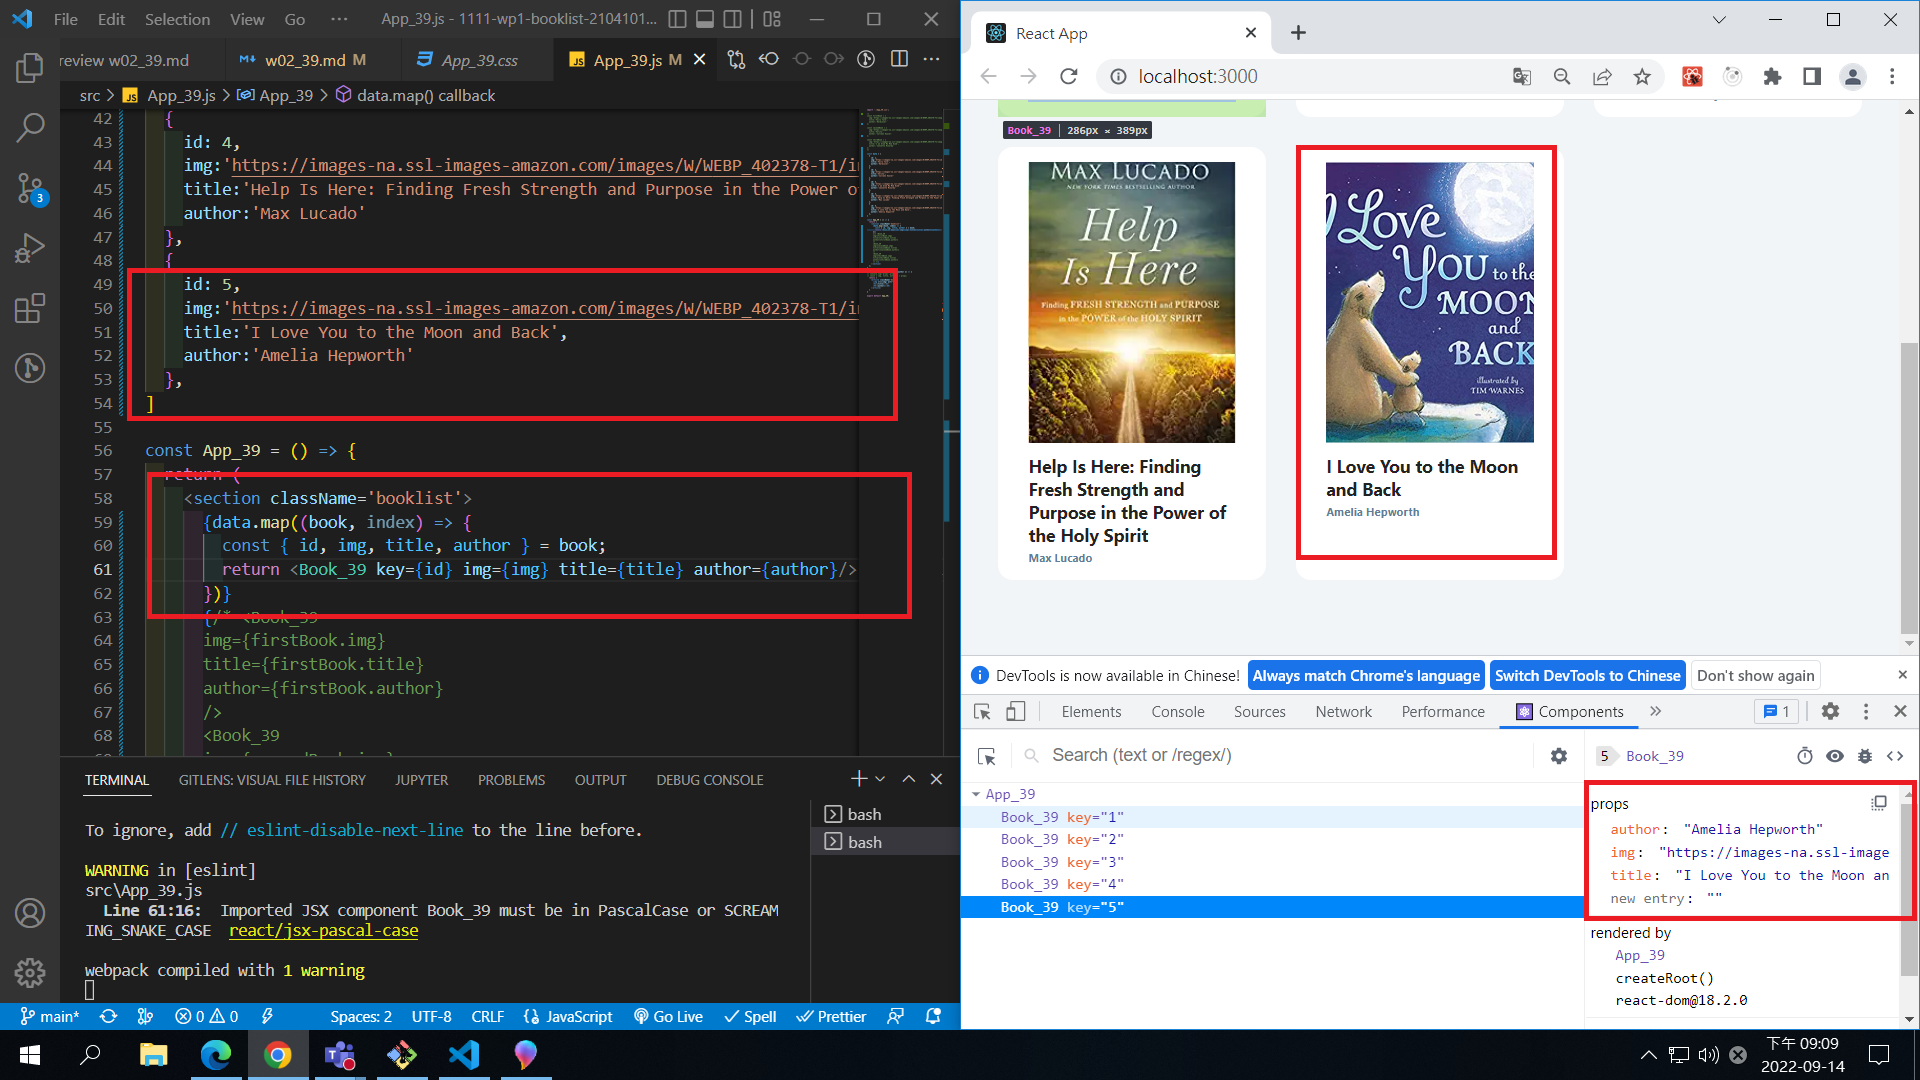 File Edit Selection View Go ··· App_39.js - 1111-wp1-booklist-2104101...
review w02_39.md w02_39.md M App_39.css App_39.js M
src > App_39.js > App_39 > data.map() callback
42 {
43 id: 4,
44 img:'https://images-na.ssl-images-amazon.com/images/W/WEBP_402378-T1/i
45 title:'Help Is Here: Finding Fresh Strength and Purpose in the Power o
46 author:'Max Lucado'
47 },
48 {
49 id: 5,
50 img:'https://images-na.ssl-images-amazon.com/images/W/WEBP_402378-T1/i
51 title:'I Love You to the Moon and Back',
52 author:'Amelia Hepworth'
53 },
54 ]
55
56 const App_39 = () => {
57 return (
58 <section className='booklist'>
59 {data.map((book, index) => {
60 const { id, img, title, author } = book;
61 return <Book_39 key={id} img={img} title={title} author={author}/>
62 })}
63 {/* <Book_39
64 img={firstBook.img}
65 title={firstBook.title}
66 author={firstBook.author}
67 />
68 <Book_39
TERMINAL GITLENS: VISUAL FILE HISTORY JUPYTER PROBLEMS OUTPUT DEBUG CONSOLE
bash
bash
To ignore, add // eslint-disable-next-line to the line before.
WARNING in [eslint]
src\App_39.js
Line 61:16: Imported JSX component Book_39 must be in PascalCase or SCREAM
ING_SNAKE_CASE react/jsx-pascal-case
webpack compiled with 1 warning
3
main* 0 0 Spaces: 2 UTF-8 CRLF JavaScript Go Live Spell Prettier
React App
localhost:3000
Book_39 | 286px × 389px
MAX LUCADO
NEW YORK TIMES BESTSELLING AUTHOR
Help
Is Here
Finding FRESH STRENGTH and PURPOSE
in the POWER of the HOLY SPIRIT
Help Is Here: Finding
Fresh Strength and
Purpose in the Power of
the Holy Spirit
Max Lucado
I Love
You to the
MOON
and
BACK
illustrated by
TIM WARNES
I Love You to the Moon
and Back
Amelia Hepworth
DevTools is now available in Chinese! Always match Chrome's language Switch DevTools to Chinese Don't show again
Elements Console Sources Network Performance Components 1
Search (text or /regex/)
5 Book_39
App_39
Book_39 key="1"
Book_39 key="2"
Book_39 key="3"
Book_39 key="4"
Book_39 key="5"
props
author: "Amelia Hepworth"
img: "https://images-na.ssl-image
title: "I Love You to the Moon an
new entry: ""
rendered by
App_39
createRoot()
react-dom@18.2.0
下午 09:09
2022-09-14